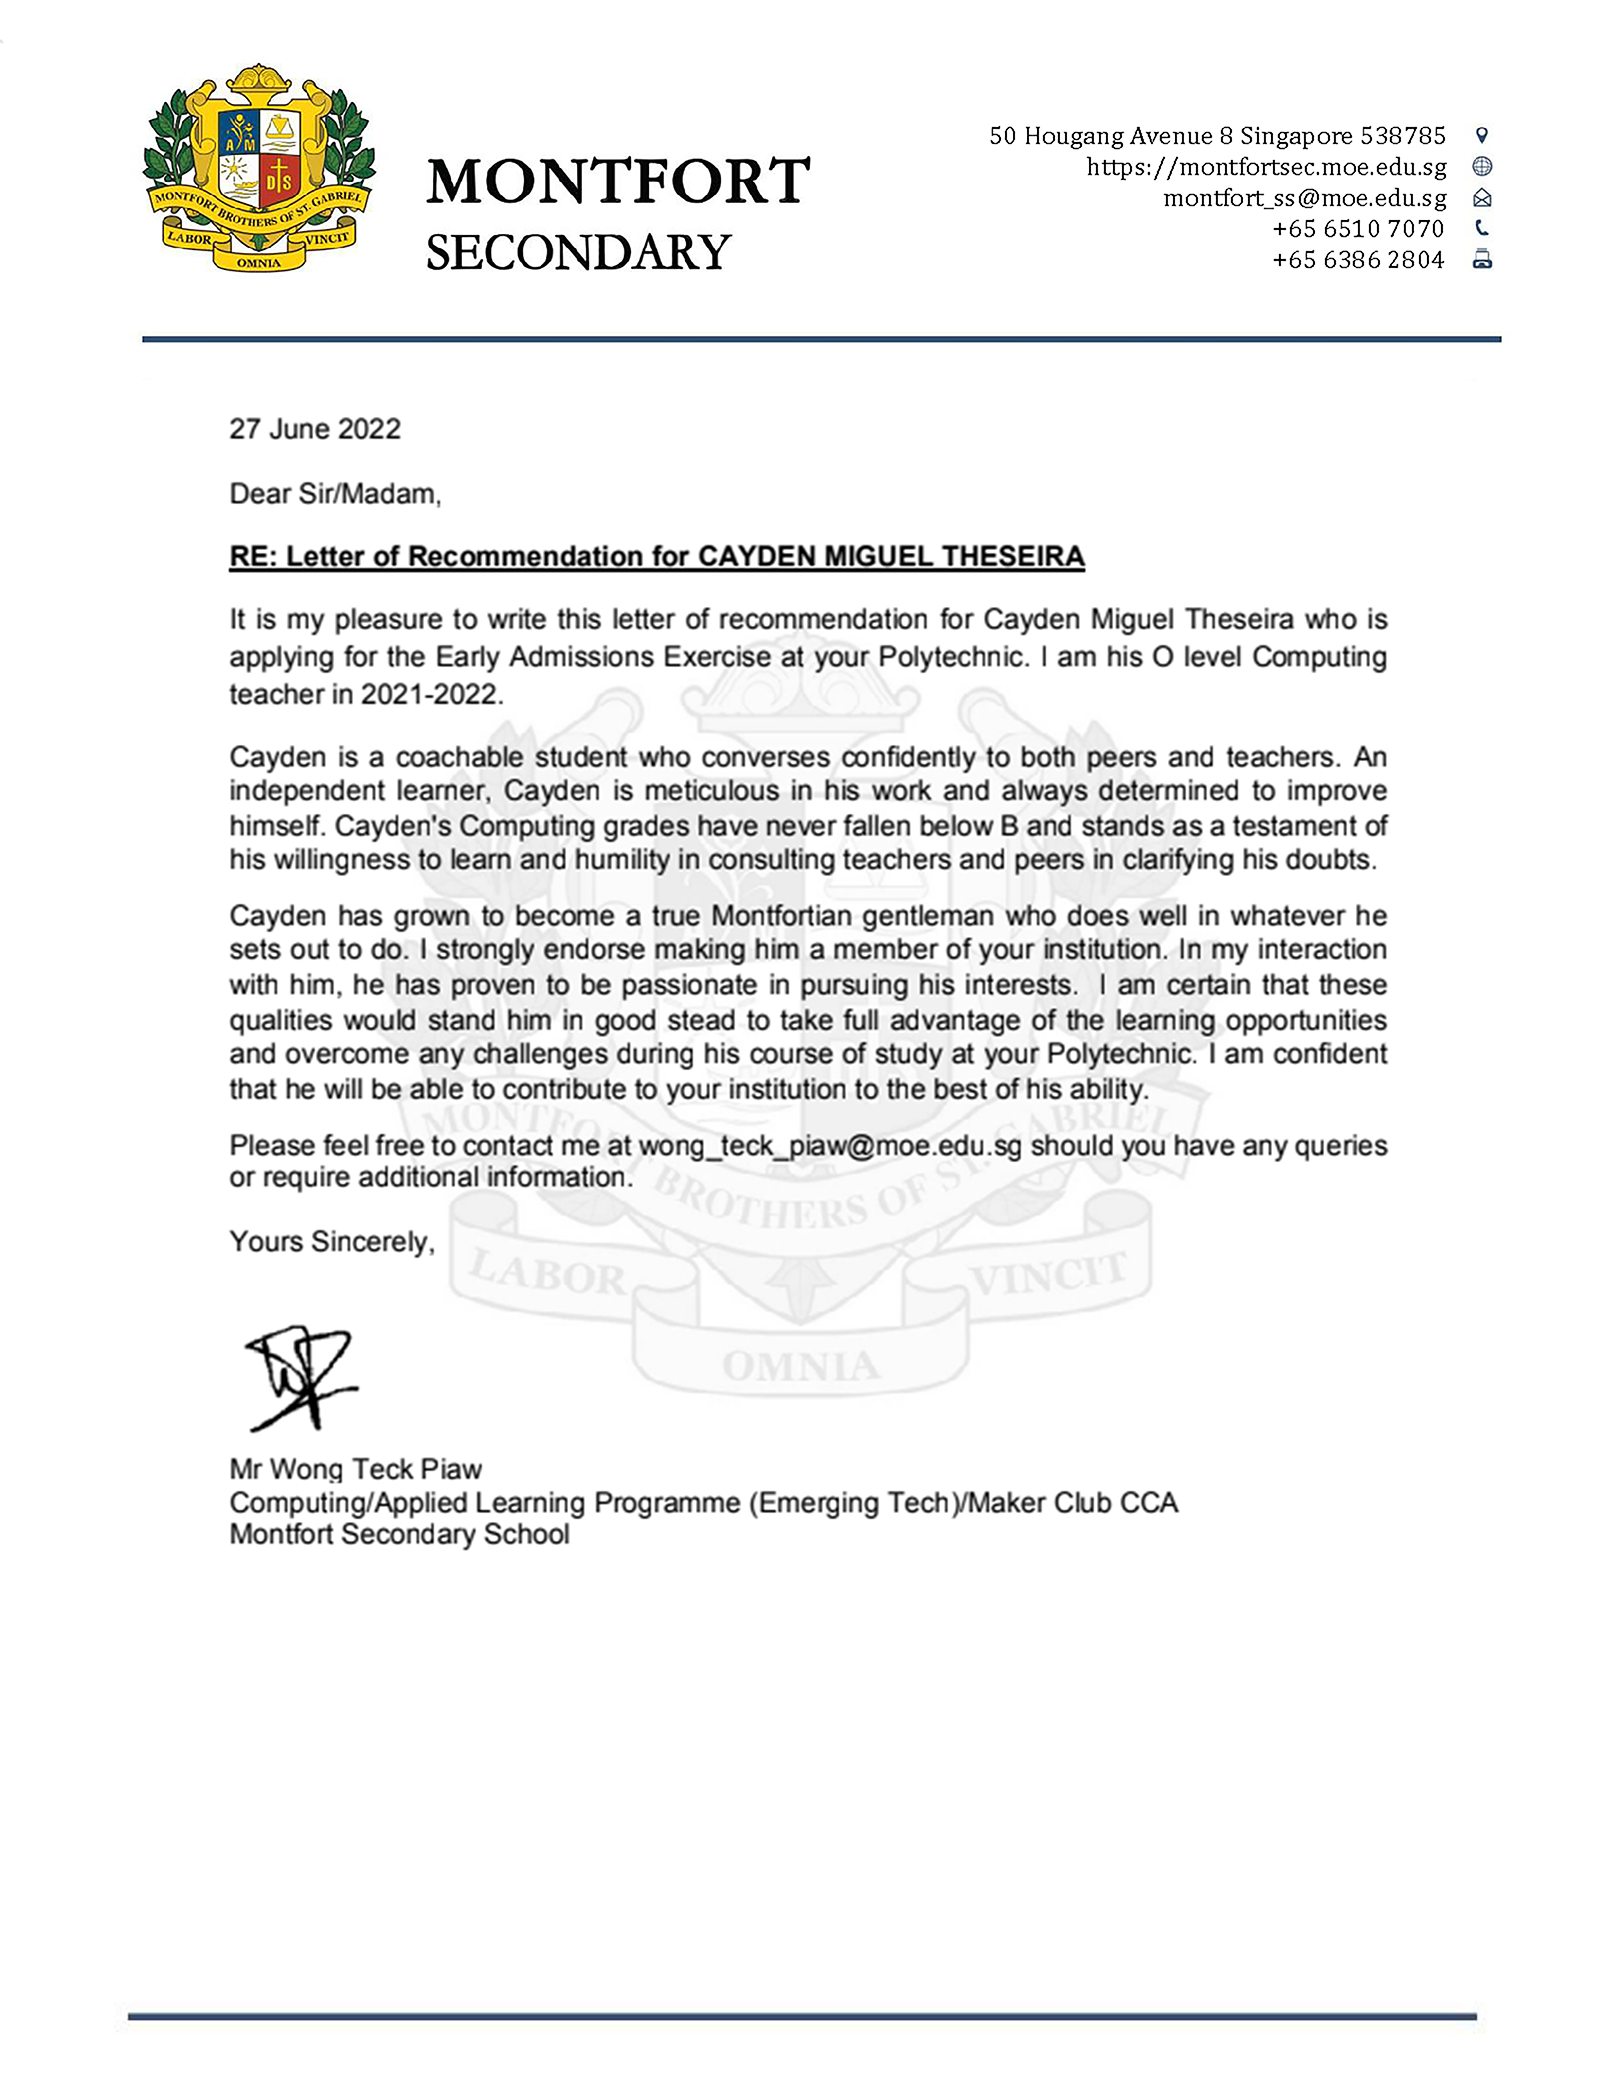 A M
D S
MONTFORT BROTHERS OF ST. GABRIEL
LABOR
VINCIT
OMNIA
MONTFORT
SECONDARY
50 Hougang Avenue 8 Singapore 538785
https://montfortsec.moe.edu.sg
montfort_ss@moe.edu.sg
+65 6510 7070
+65 6386 2804
27 June 2022
Dear Sir/Madam,
RE: Letter of Recommendation for CAYDEN MIGUEL THESEIRA
It is my pleasure to write this letter of recommendation for Cayden Miguel Theseira who is
applying for the Early Admissions Exercise at your Polytechnic. I am his O level Computing
teacher in 2021-2022.
Cayden is a coachable student who converses confidently to both peers and teachers. An
independent learner, Cayden is meticulous in his work and always determined to improve
himself. Cayden's Computing grades have never fallen below B and stands as a testament of
his willingness to learn and humility in consulting teachers and peers in clarifying his doubts.
Cayden has grown to become a true Montfortian gentleman who does well in whatever he
sets out to do. I strongly endorse making him a member of your institution. In my interaction
with him, he has proven to be passionate in pursuing his interests.  I am certain that these
qualities would stand him in good stead to take full advantage of the learning opportunities
and overcome any challenges during his course of study at your Polytechnic. I am confident
that he will be able to contribute to your institution to the best of his ability.
Please feel free to contact me at wong_teck_piaw@moe.edu.sg should you have any queries
or require additional information.
Yours Sincerely,
MONTFORT BROTHERS OF ST. GABRIEL
LABOR
VINCIT
OMNIA
Mr Wong Teck Piaw
Computing/Applied Learning Programme (Emerging Tech)/Maker Club CCA
Montfort Secondary School